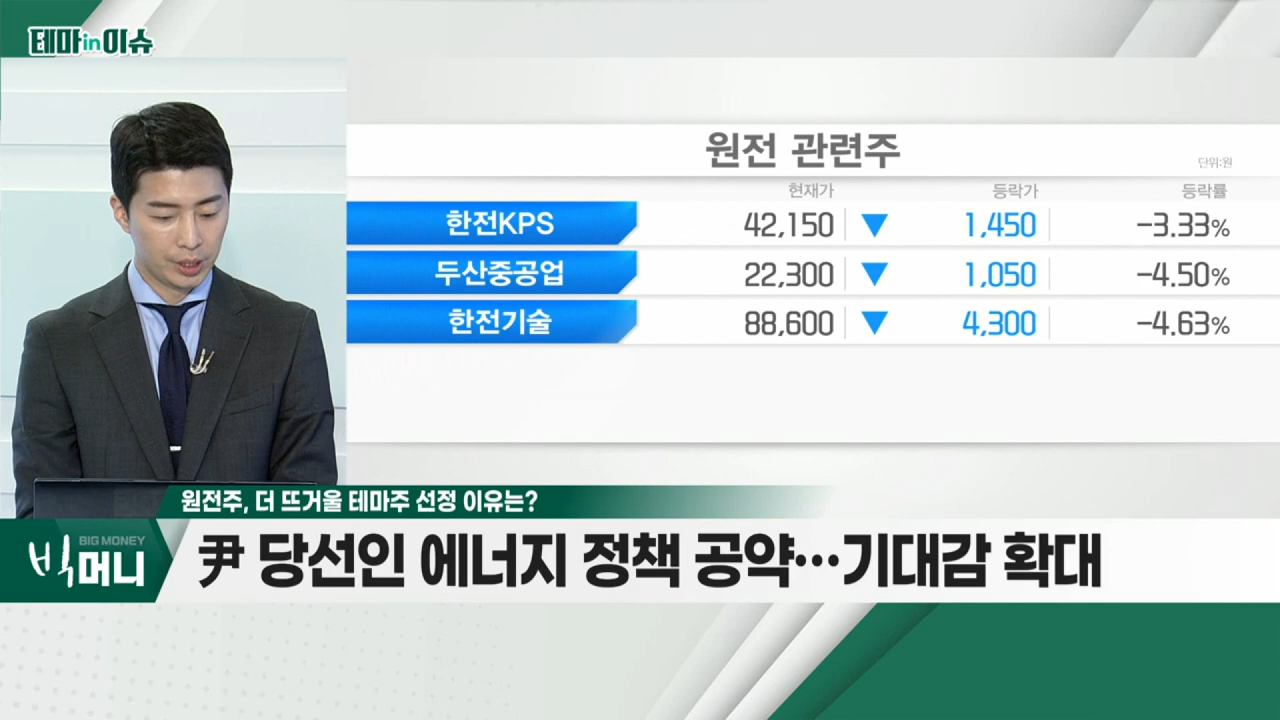 테마in이슈
원전 관련주
단위:원
현재가 등락가 등락률
한전KPS 42,150 ▼ 1,450 -3.33%
두산중공업 22,300 ▼ 1,050 -4.50%
한전기술 88,600 ▼ 4,300 -4.63%
원전주, 더 뜨거울 테마주 선정 이유는?
BIG MONEY
빅머니
尹 당선인 에너지 정책 공약…기대감 확대